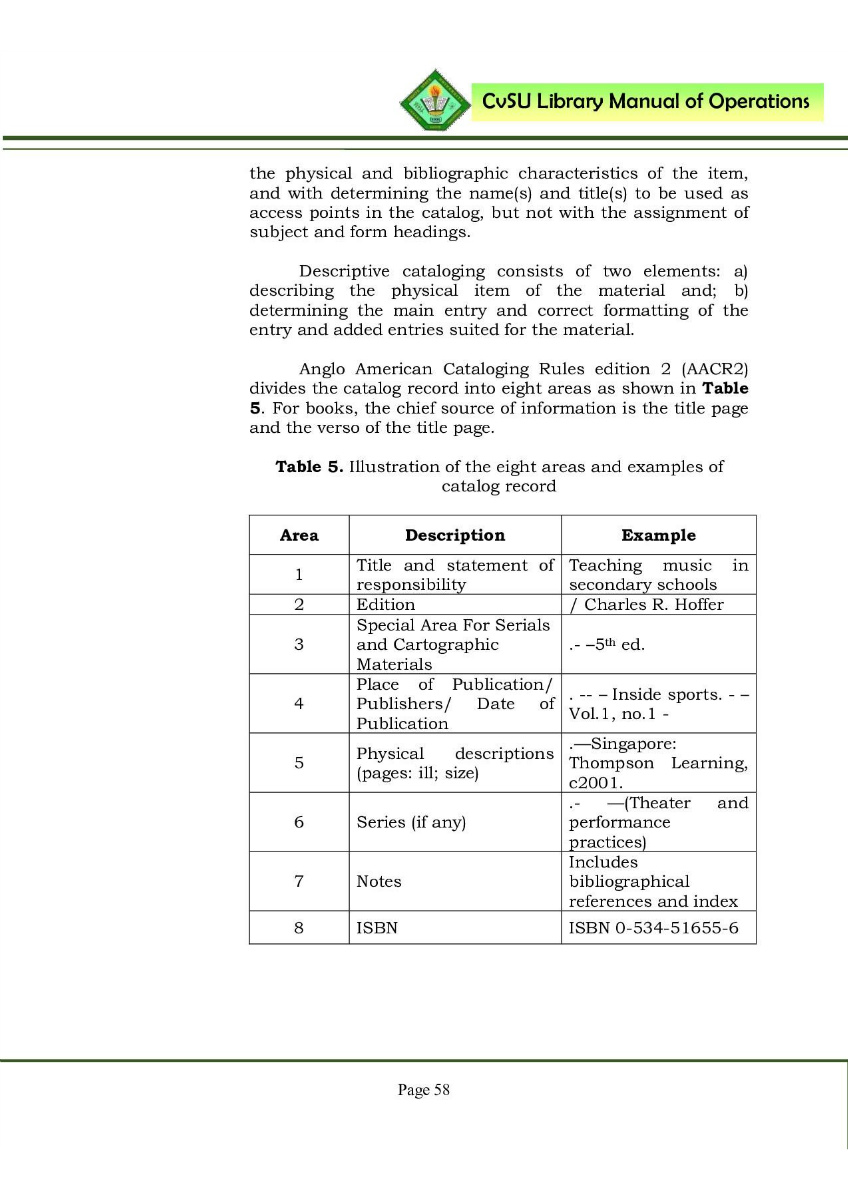 CvSU Library Manual of Operations
the physical and bibliographic characteristics of the item,
and with determining the name(s) and title(s) to be used as
access points in the catalog, but not with the assignment of
subject and form headings.
Descriptive cataloging consists of two elements: a)
describing the physical item of the material and; b)
determining the main entry and correct formatting of the
entry and added entries suited for the material.
Anglo American Cataloging Rules edition 2 (AACR2)
divides the catalog record into eight areas as shown in Table
5. For books, the chief source of information is the title page
and the verso of the title page.
Table 5. Illustration of the eight areas and examples of
catalog record
Area Description Example
1 Title and statement of responsibility Teaching music in secondary schools
2 Edition / Charles R. Hoffer
3 Special Area For Serials and Cartographic Materials .- –5th ed.
4 Place of Publication/ Publishers/ Date of Publication . -- – Inside sports. - – Vol.1, no.1 -
5 Physical descriptions (pages: ill; size) .—Singapore: Thompson Learning, c2001.
6 Series (if any) .- —(Theater and performance practices)
7 Notes Includes bibliographical references and index
8 ISBN ISBN 0-534-51655-6
Page 58